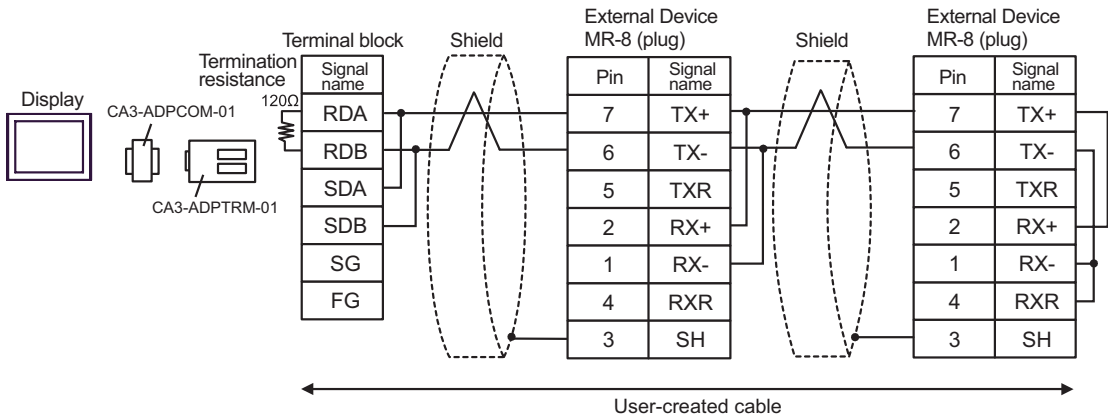 Display
CA3-ADPCOM-01
CA3-ADPTRM-01
Termination
resistance
120Ω
Terminal block
Signal
name
RDA
RDB
SDA
SDB
SG
FG
Shield
External Device
MR-8 (plug)
Pin Signal
name
7 TX+
6 TX-
5 TXR
2 RX+
1 RX-
4 RXR
3 SH
Shield
External Device
MR-8 (plug)
Pin Signal
name
7 TX+
6 TX-
5 TXR
2 RX+
1 RX-
4 RXR
3 SH
User-created cable